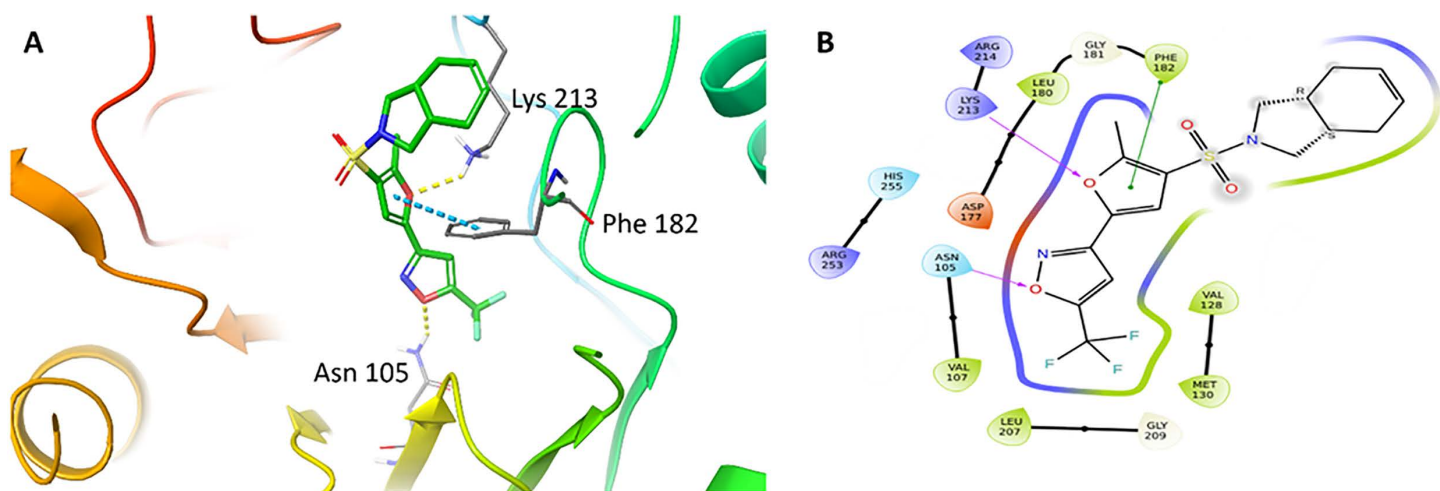 A
Lys 213
Phe 182
Asn 105
B
ARG
214
GLY
181
PHE
182
LEU
180
LYS
213
R
S
O
S
N
O
O
HIS
255
ASP
177
ARG
253
ASN
105
N
O
VAL
128
F
F
F
VAL
107
MET
130
LEU
207
GLY
209